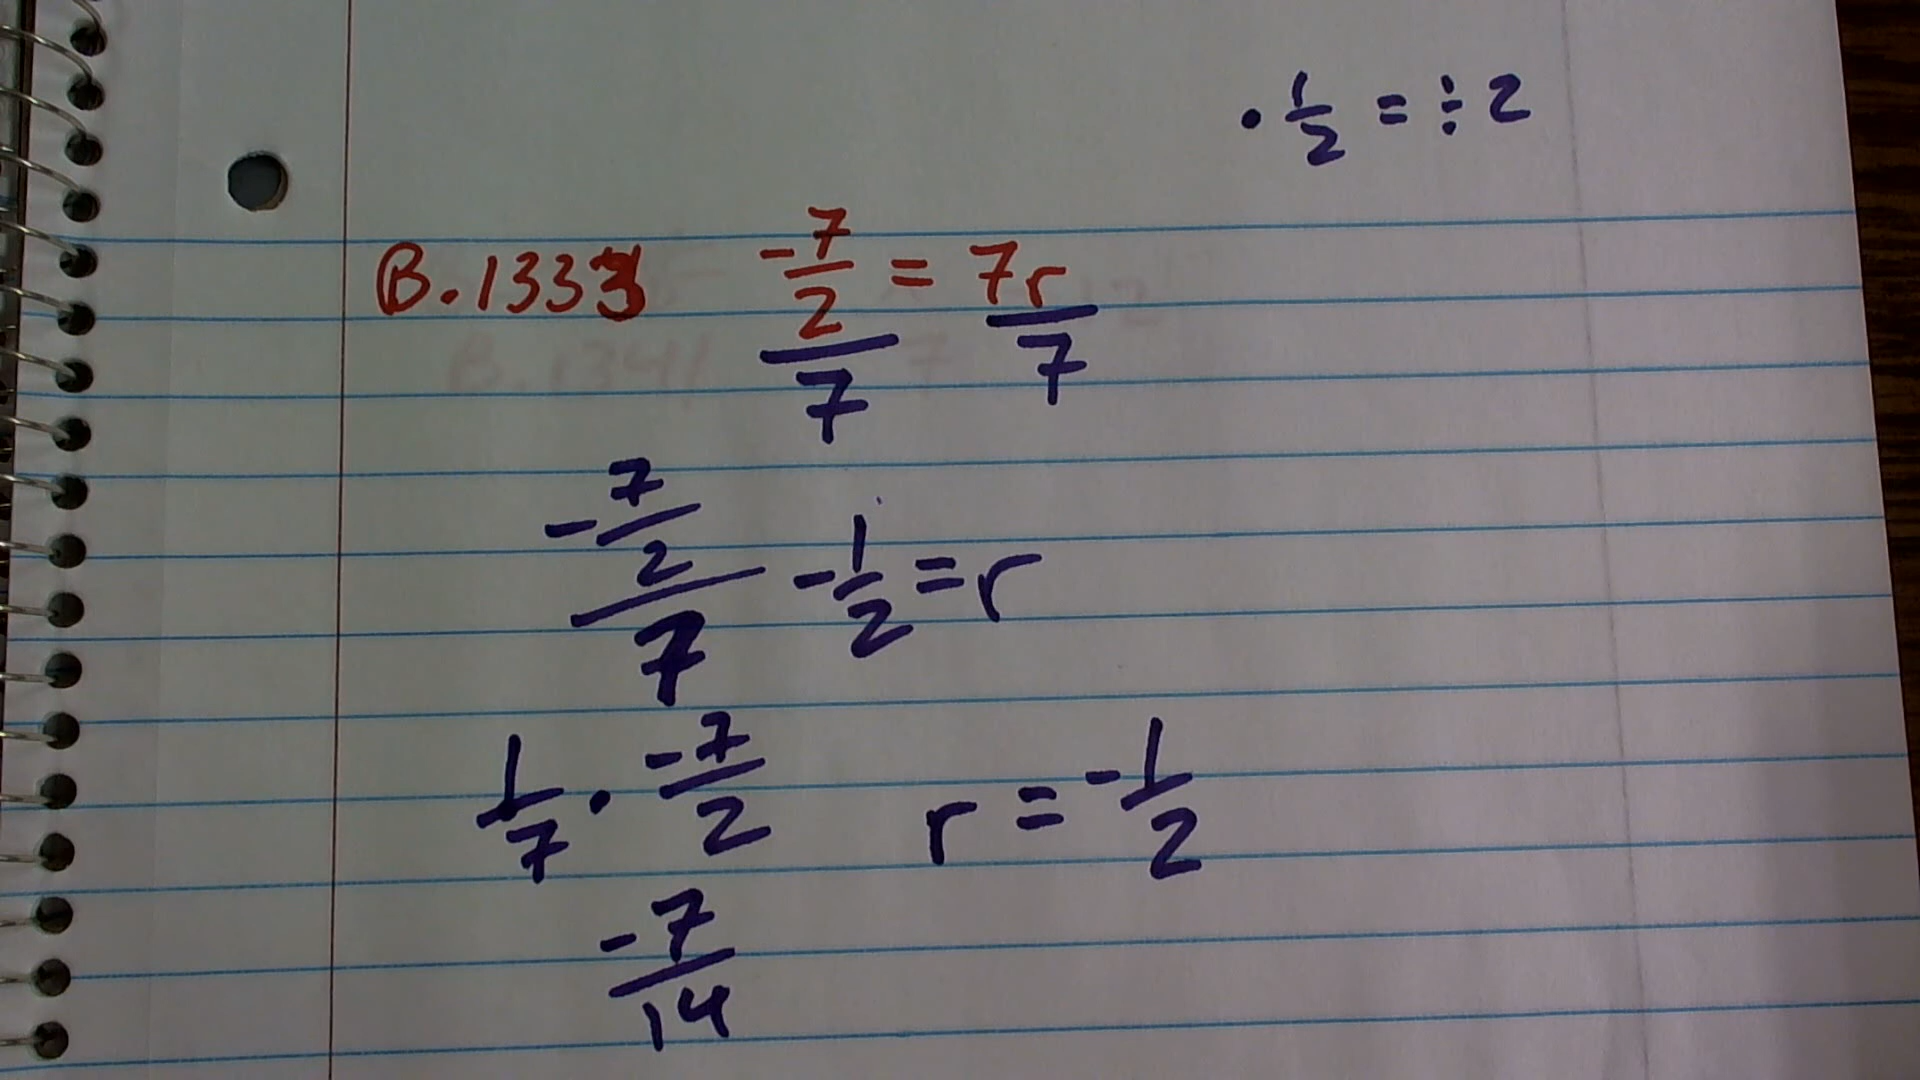 · 1/2 = ÷ 2
B. 1333 -7/2 = 7r
7 7
-7/2/7 -1/2 = r
1/7 · -7/2 r = -1/2
-7/14